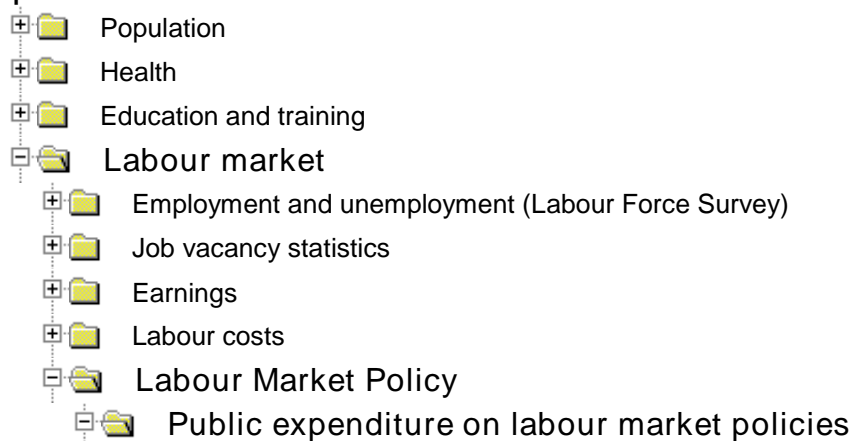 Population
Health
Education and training
Labour market
Employment and unemployment (Labour Force Survey)
Job vacancy statistics
Earnings
Labour costs
Labour Market Policy
Public expenditure on labour market policies